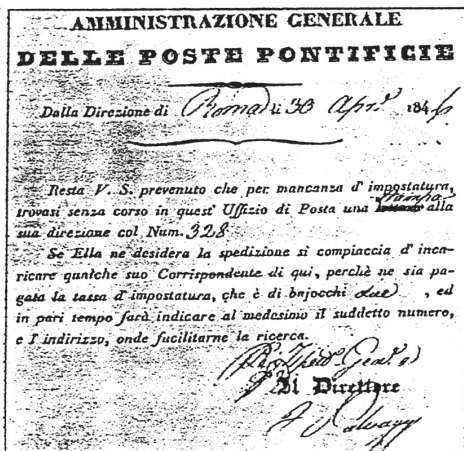 AMMINISTRAZIONE GENERALE
DELLE POSTE PONTIFICIE
Dalla Direzione di Roma li 30 Apr. 184
Resta V. S. prevenuto che per mancanza d' impostatura,
stampa
trovasi senza corso in quest' Uffizio di Posta una lettera alla
sua direzione col Num. 328
Se Ella ne desidera la spedizione si compiaccia d' inca-
ricare qualche suo Corrispondente di qui, perchè ne sia pa-
gata la tassa d' impostatura, che è di bajocchi due , ed
in pari tempo farà indicare al medesimo il suddetto numero,
e l' indirizzo, onde facilitarne la ricerca.
Il Direttore